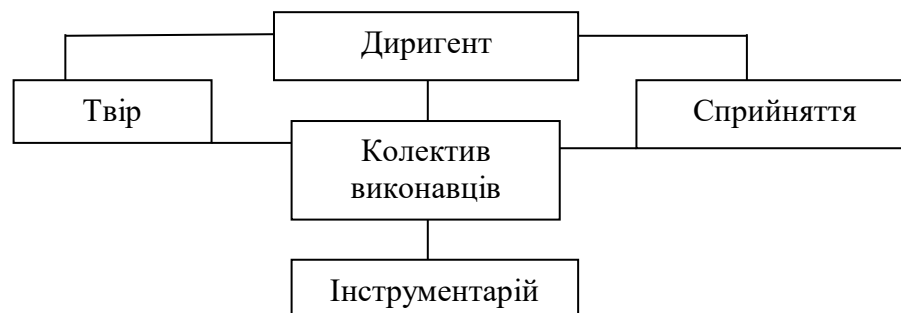 Диригент
Твір
Сприйняття
Колектив
виконавців
Інструментарій